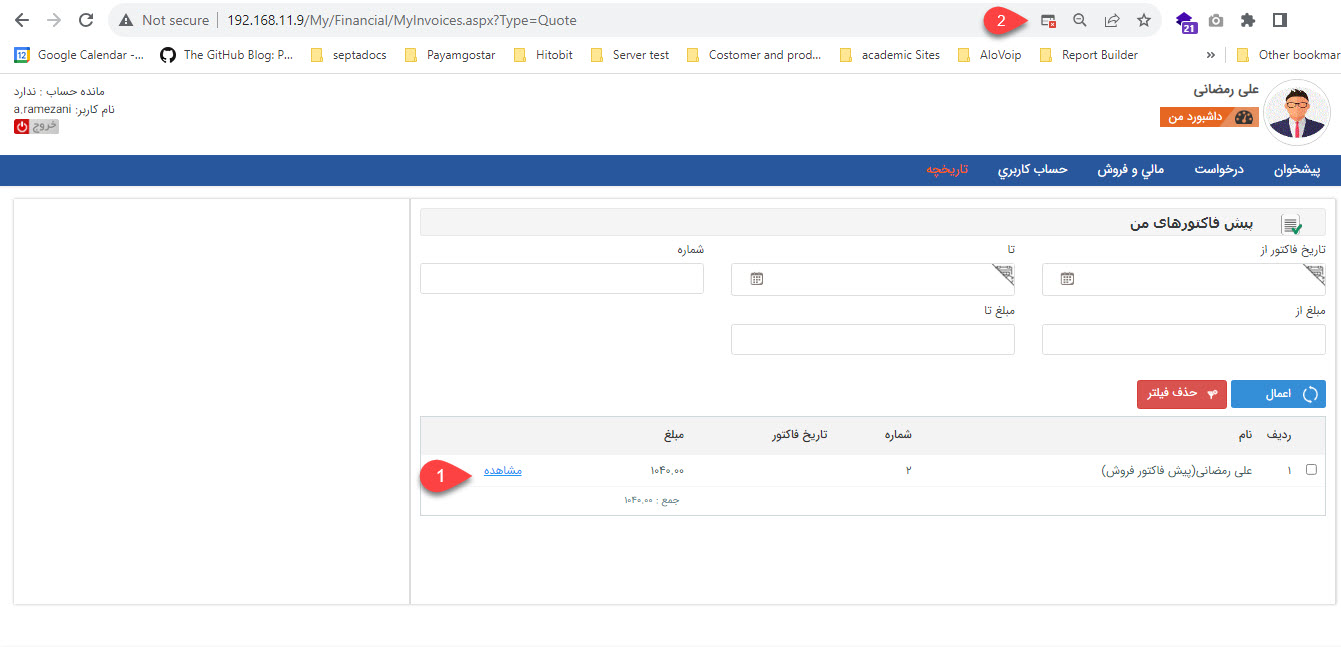 Not secure | 192.168.11.9/My/Financial/MyInvoices.aspx?Type=Quote
2
21
12 Google Calendar -...
The GitHub Blog: P...
septadocs
Payamgostar
Hitobit
Server test
Costomer and prod...
academic Sites
AloVoip
Report Builder
»
Other bookmar
علی رمضانی
داشبورد من
مانده حساب : ندارد
نام کاربر: a.ramezani
خروج
پیشخوان
درخواست
مالي و فروش
حساب کاربري
تاریخچه
پیش فاکتورهای من
تاریخ فاکتور از
تا
شماره
مبلغ از
مبلغ تا
اعمال
حذف فیلتر
ردیف نام شماره تاریخ فاکتور مبلغ
۱ علی رمضانی(پیش فاکتور فروش) ۲ ۱۰۴۰.۰۰ مشاهده
1
جمع : ۱۰۴۰.۰۰